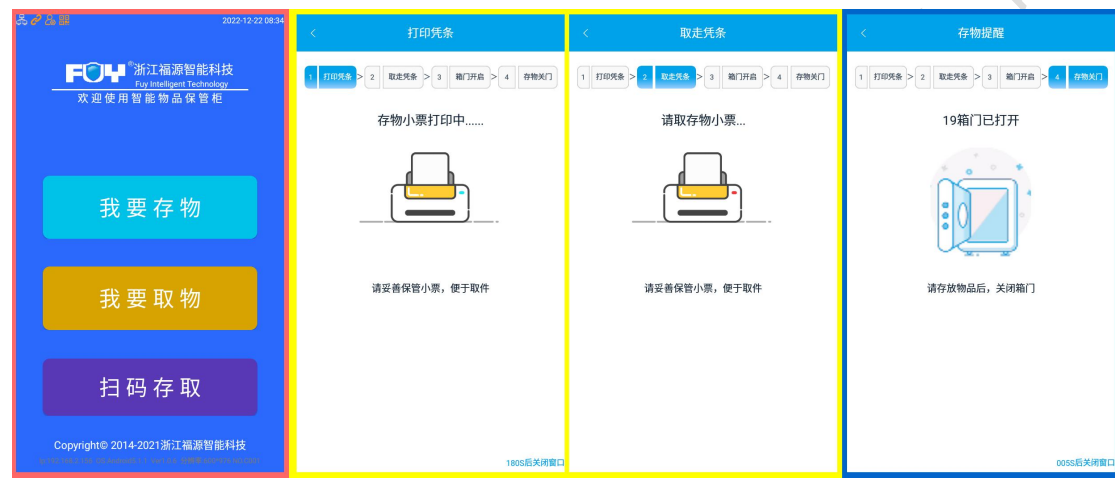 2022-12-22 08:34
FUY®浙江福源智能科技
Fuy Intelligent Technology
欢迎使用智能物品保管柜
我要存物
我要取物
扫码存取
Copyright© 2014-2021浙江福源智能科技
打印凭条
1 打印凭条 > 2 取走凭条 > 3 箱门开启 > 4 存物关门
存物小票打印中......
请妥善保管小票，便于取件
180S后关闭窗口
取走凭条
1 打印凭条 > 2 取走凭条 > 3 箱门开启 > 4 存物关门
请取存物小票...
请妥善保管小票，便于取件
存物提醒
1 打印凭条 > 2 取走凭条 > 3 箱门开启 > 4 存物关门
19箱门已打开
请存放物品后，关闭箱门
005S后关闭窗口